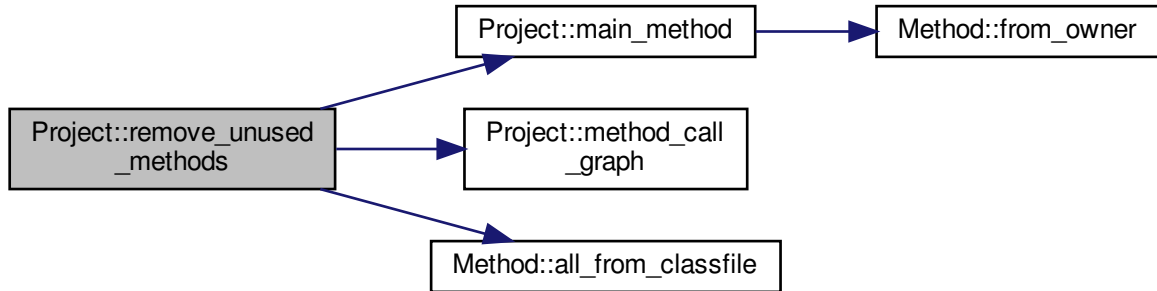 Project::main_method
Method::from_owner
Project::remove_unused
_methods
Project::method_call
_graph
Method::all_from_classfile